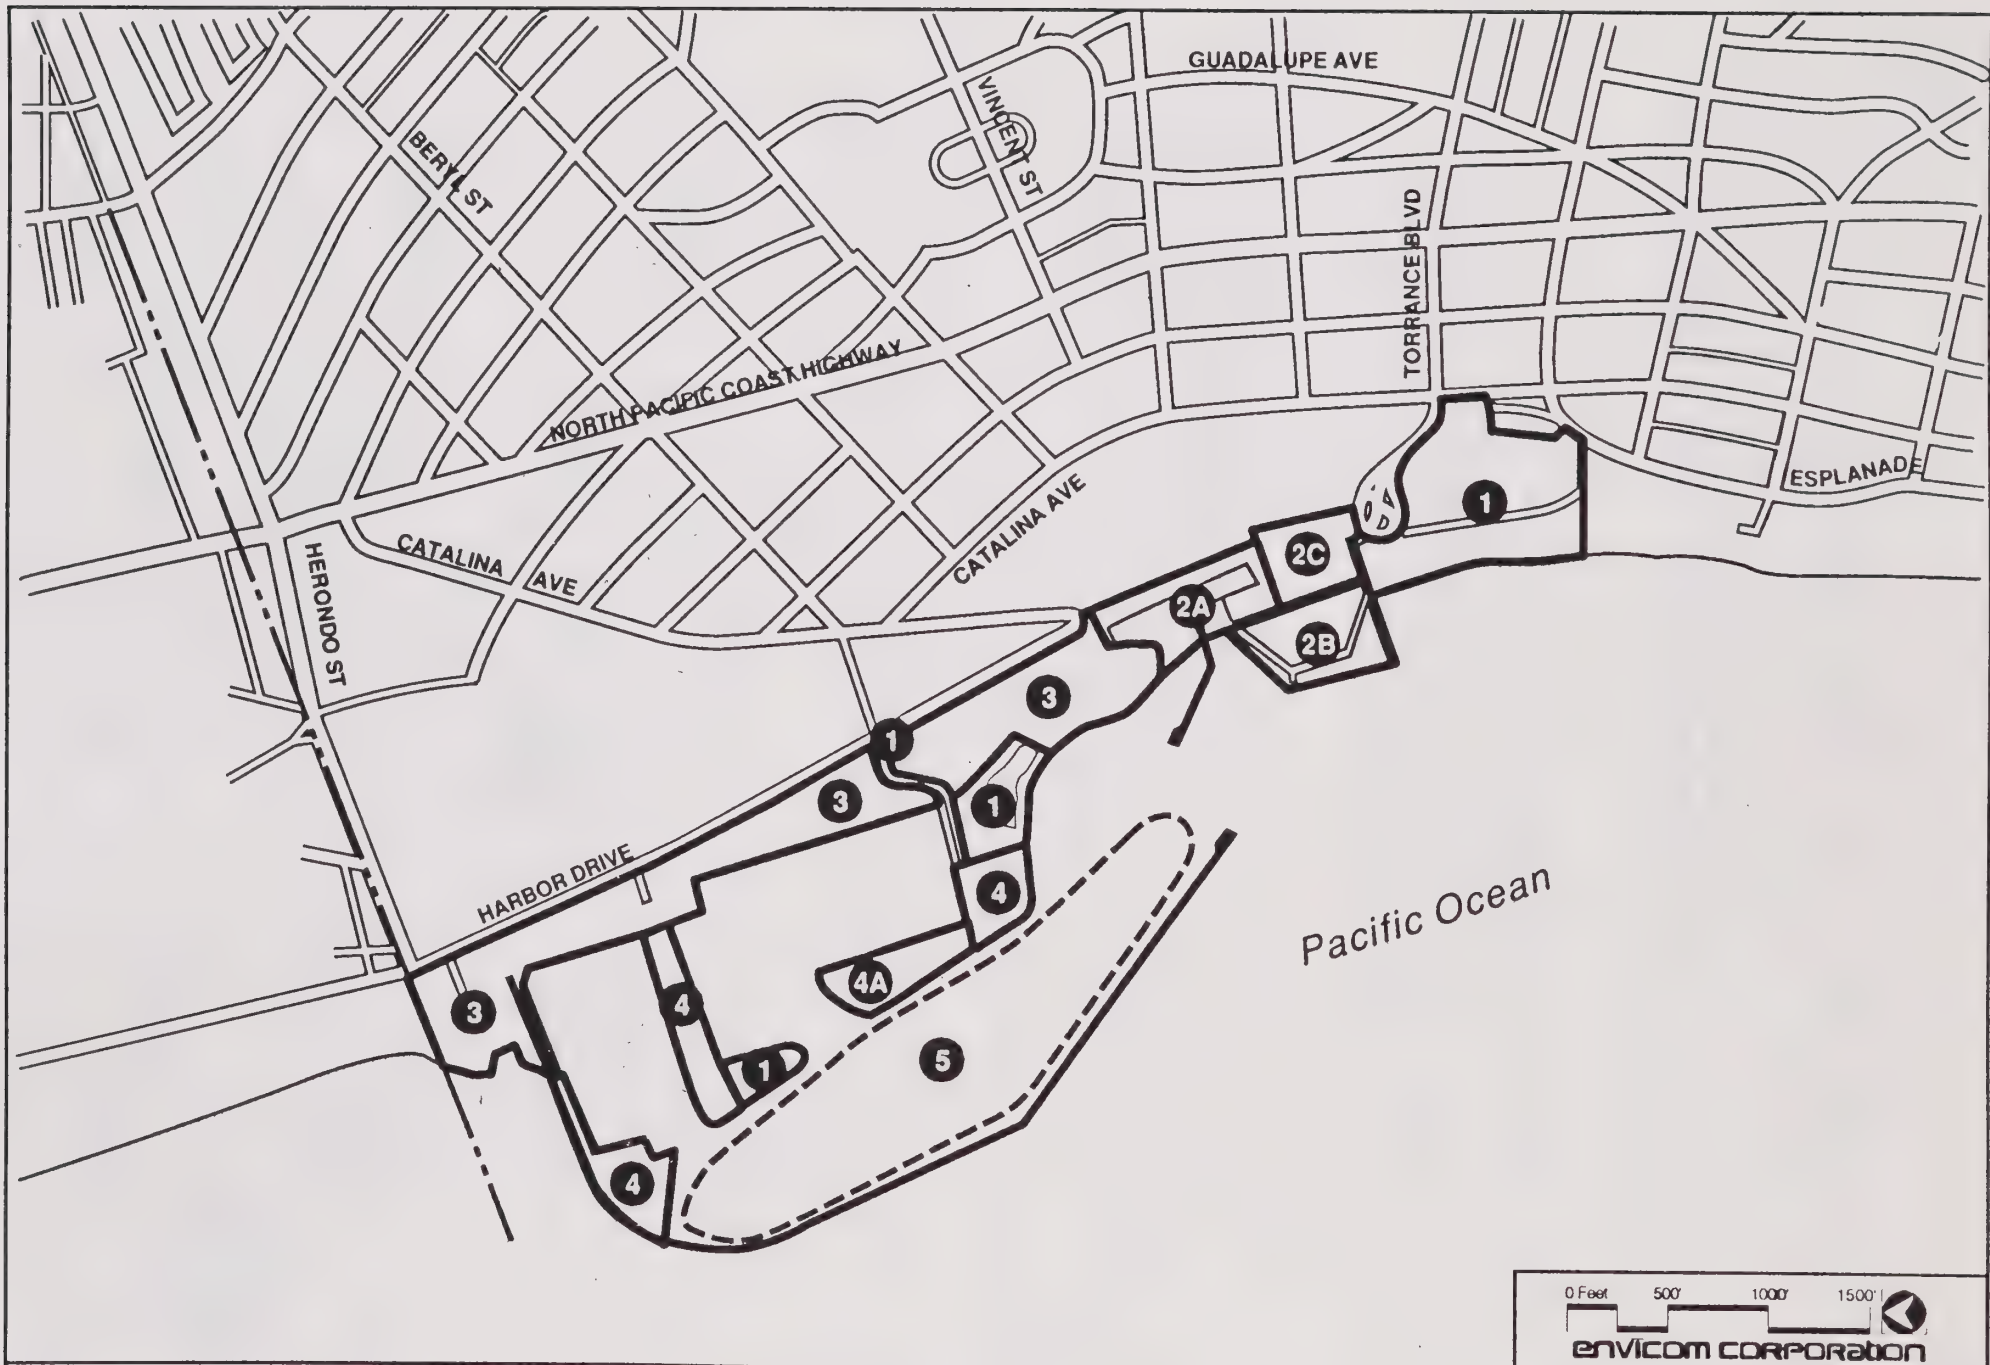 GUADALUPE AVE
VINCENT ST
BERYL ST
TORRANCE BLVD
NORTH PACIFIC COAST HIGHWAY
ESPLANADE
CATALINA AVE
CATALINA AVE
HERONDO ST
1
2C
2A
2B
3
1
3
1
HARBOR DRIVE
4
Pacific Ocean
4A
4
3
5
1
4
0 Feet 500' 1000' 1500'
envicom corporation